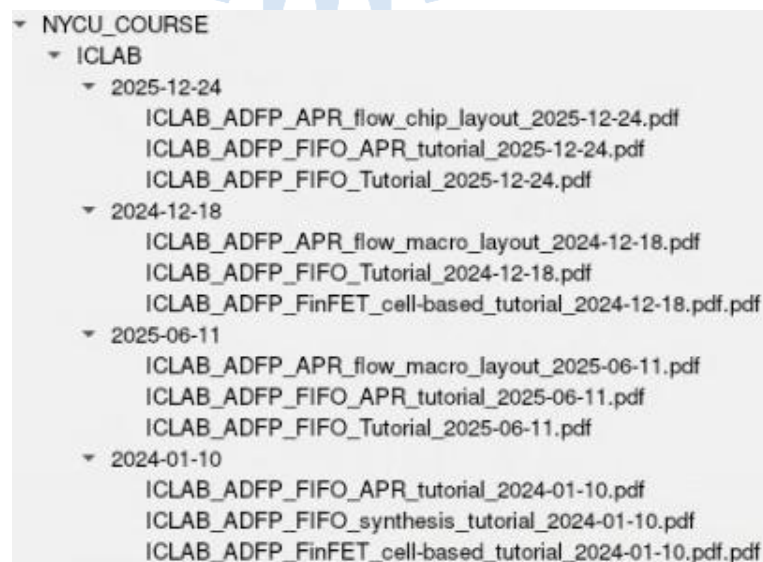 NYCU_COURSE
ICLAB
2025-12-24
ICLAB_ADFP_APR_flow_chip_layout_2025-12-24.pdf
ICLAB_ADFP_FIFO_APR_tutorial_2025-12-24.pdf
ICLAB_ADFP_FIFO_Tutorial_2025-12-24.pdf
2024-12-18
ICLAB_ADFP_APR_flow_macro_layout_2024-12-18.pdf
ICLAB_ADFP_FIFO_Tutorial_2024-12-18.pdf
ICLAB_ADFP_FinFET_cell-based_tutorial_2024-12-18.pdf.pdf
2025-06-11
ICLAB_ADFP_APR_flow_macro_layout_2025-06-11.pdf
ICLAB_ADFP_FIFO_APR_tutorial_2025-06-11.pdf
ICLAB_ADFP_FIFO_Tutorial_2025-06-11.pdf
2024-01-10
ICLAB_ADFP_FIFO_APR_tutorial_2024-01-10.pdf
ICLAB_ADFP_FIFO_synthesis_tutorial_2024-01-10.pdf
ICLAB_ADFP_FinFET_cell-based_tutorial_2024-01-10.pdf.pdf